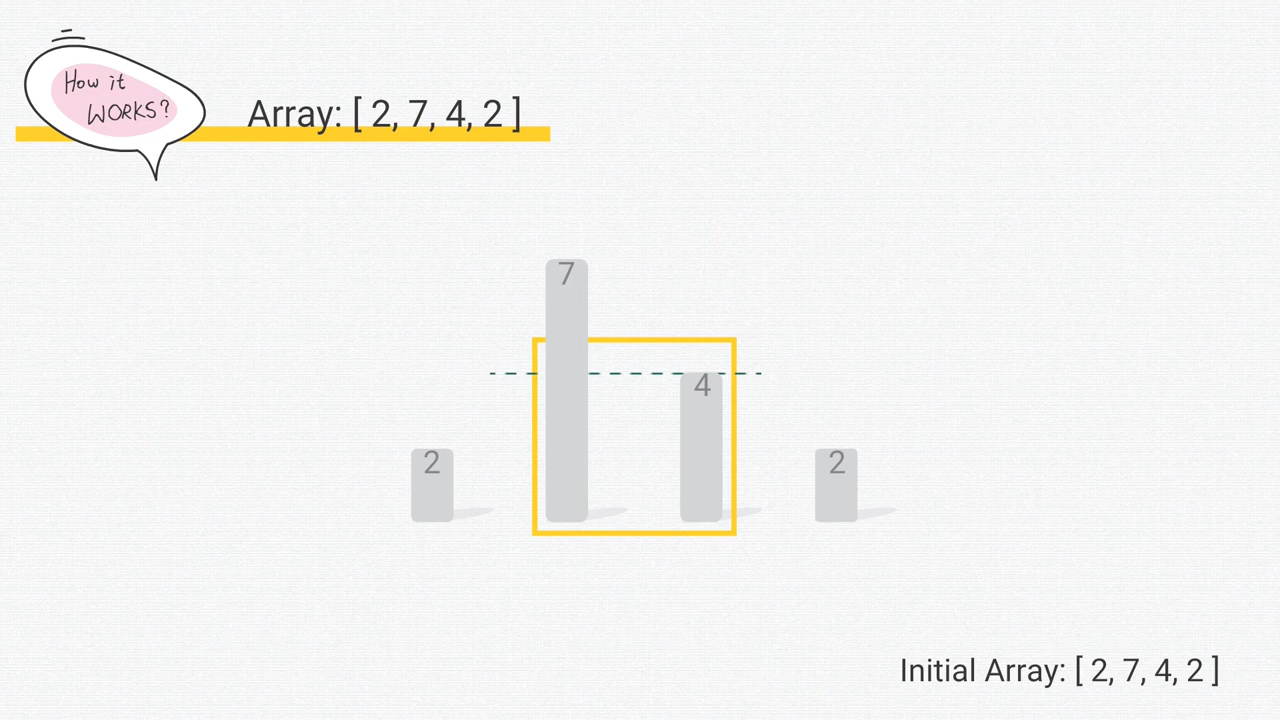 How it
WORKS?
Array: [ 2, 7, 4, 2 ]
7
4
2
2
Initial Array: [ 2, 7, 4, 2 ]